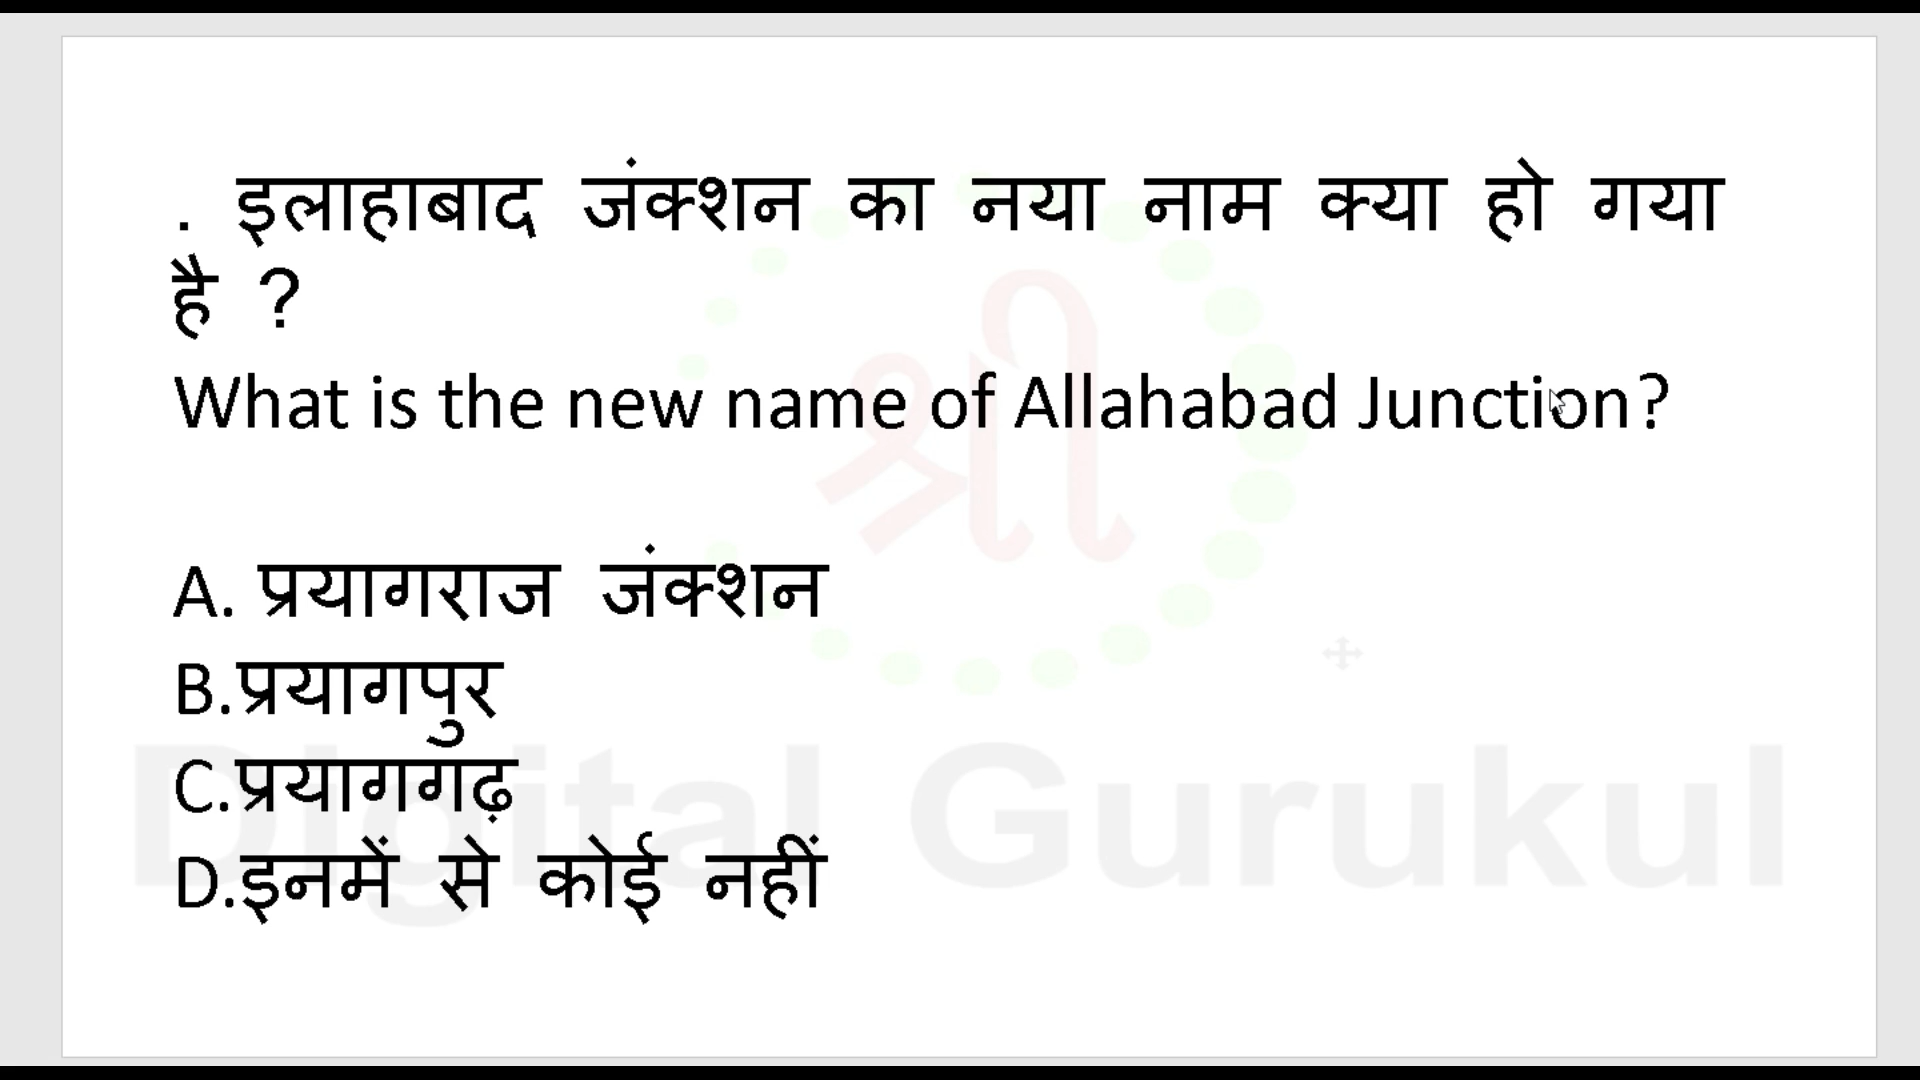 . इलाहाबाद जंक्शन का नया नाम क्या हो गया
है ?
What is the new name of Allahabad Junction?
A. प्रयागराज जंक्शन
B.प्रयागपुर
C.प्रयागगढ़
D.इनमें से कोई नहीं
श्री
Digital Gurukul